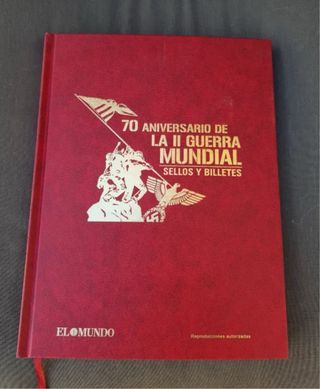 70 ANIVERSARIO DE
LA II GUERRA
MUNDIAL
SELLOS Y BILLETES
EL MUNDO
Reproducciones autorizadas